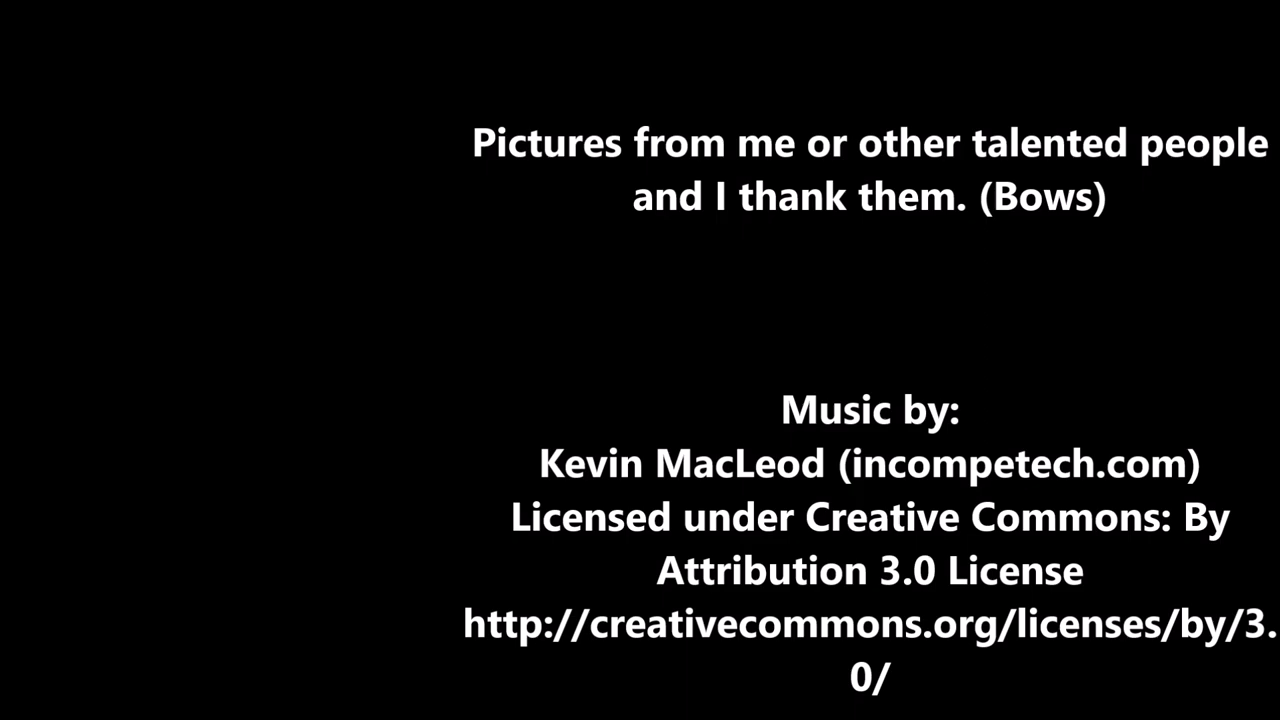 Pictures from me or other talented people
and I thank them. (Bows)
Music by:
Kevin MacLeod (incompetech.com)
Licensed under Creative Commons: By
Attribution 3.0 License
http://creativecommons.org/licenses/by/3.
0/